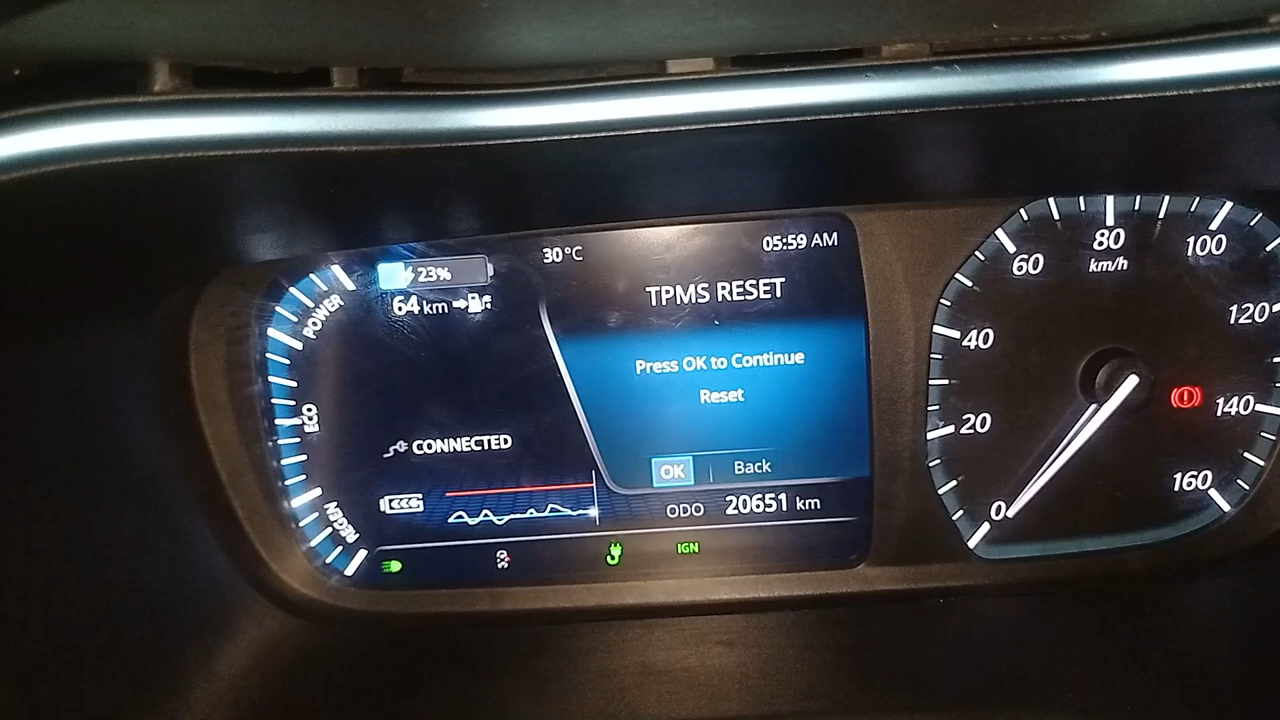 30°C
05:59 AM
23%
64 km
TPMS RESET
Press OK to Continue
Reset
OK
Back
POWER
ECO
REGEN
CONNECTED
ODO 20651 km
IGN
0
20
40
60
80
100
120
140
160
km/h